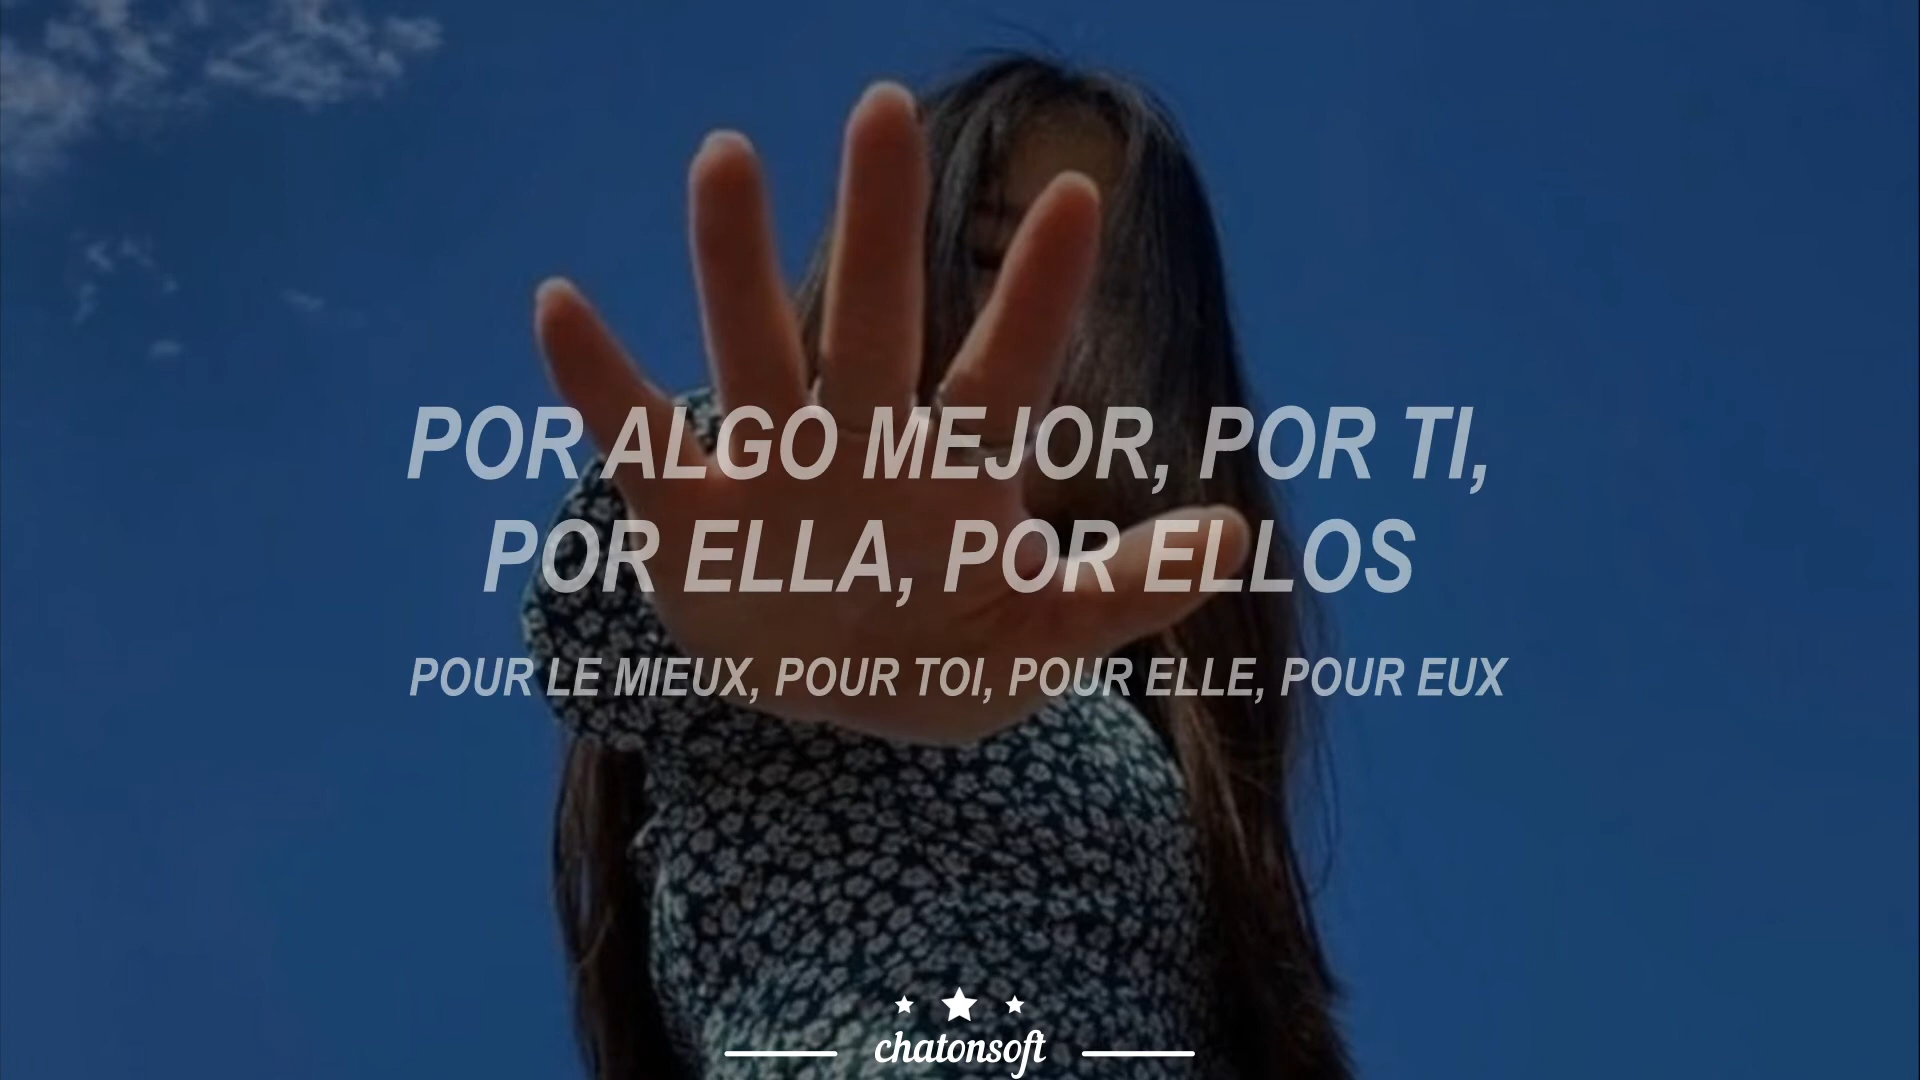 POR ALGO MEJOR, POR TI,
POR ELLA, POR ELLOS
POUR LE MIEUX, POUR TOI, POUR ELLE, POUR EUX
chatonsoft